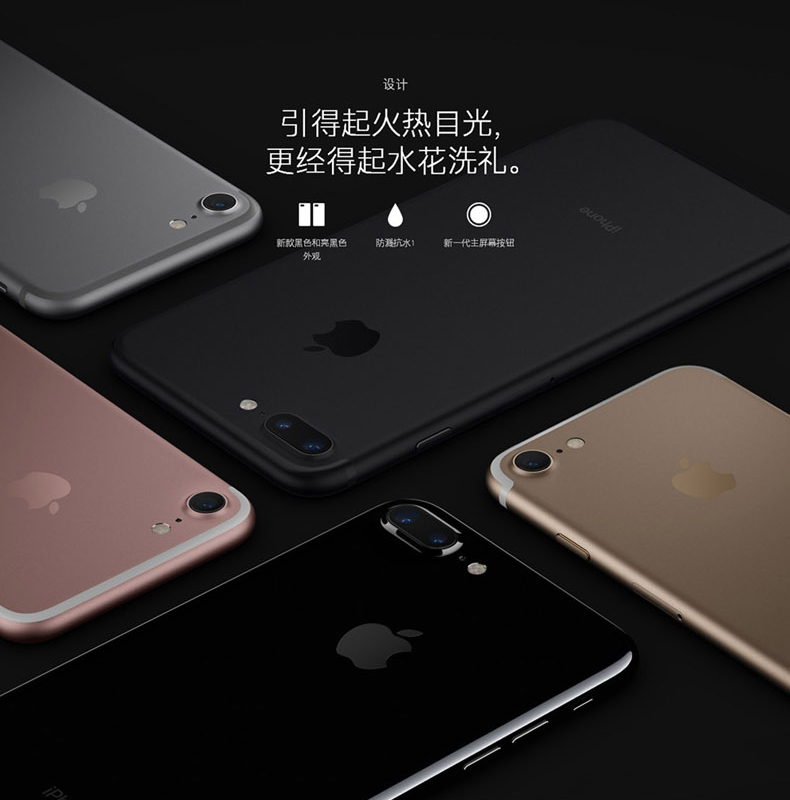 设计
引得起火热目光，
更经得起水花洗礼。
新款黑色和亮黑色
外观
防溅抗水1
新一代主屏幕按钮
iPhone
iPh